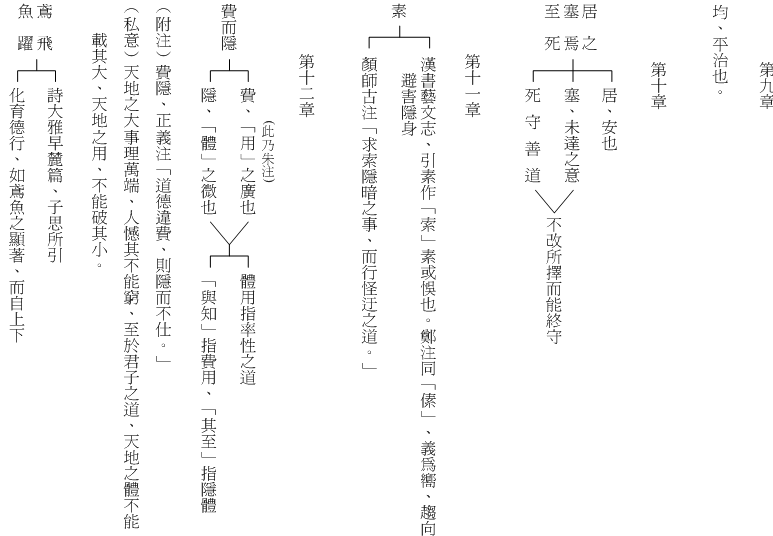 第九章
均、平治也。
第十章
居之
塞焉
至死
居、安也
塞、未達之意
死守善道
不改所擇而能終守
第十一章
素
漢書藝文志、引素作「索」素或悞也。鄭注同「傃」、義爲嚮、趨向
避害隱身
顏師古注「求索隱暗之事、而行怪迂之道。」
第十二章
費而隱
(此乃朱注)
費、「用」之廣也
隱、「體」之微也
體用指率性之道
「與知」指費用、「其至」指隱體
（附注）費隱、正義注「道德違費、則隱而不仕。」
（私意）天地之大事理萬端、人憾其不能窮、至於君子之道、天地之體不能
載其大、天地之用、不能破其小。
鳶飛
魚躍
詩大雅早麓篇、子思所引
化育德行、如鳶魚之顯著、而自上下